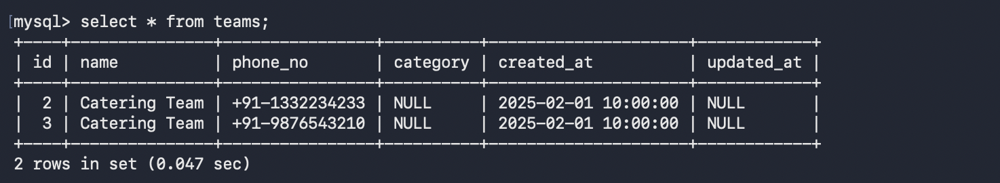 mysql> select * from teams;
+----+---------------+----------------+----------+---------------------+------------+
| id | name          | phone_no       | category | created_at          | updated_at |
+----+---------------+----------------+----------+---------------------+------------+
|  2 | Catering Team | +91-1332234233 | NULL     | 2025-02-01 10:00:00 | NULL       |
|  3 | Catering Team | +91-9876543210 | NULL     | 2025-02-01 10:00:00 | NULL       |
+----+---------------+----------------+----------+---------------------+------------+
2 rows in set (0.047 sec)